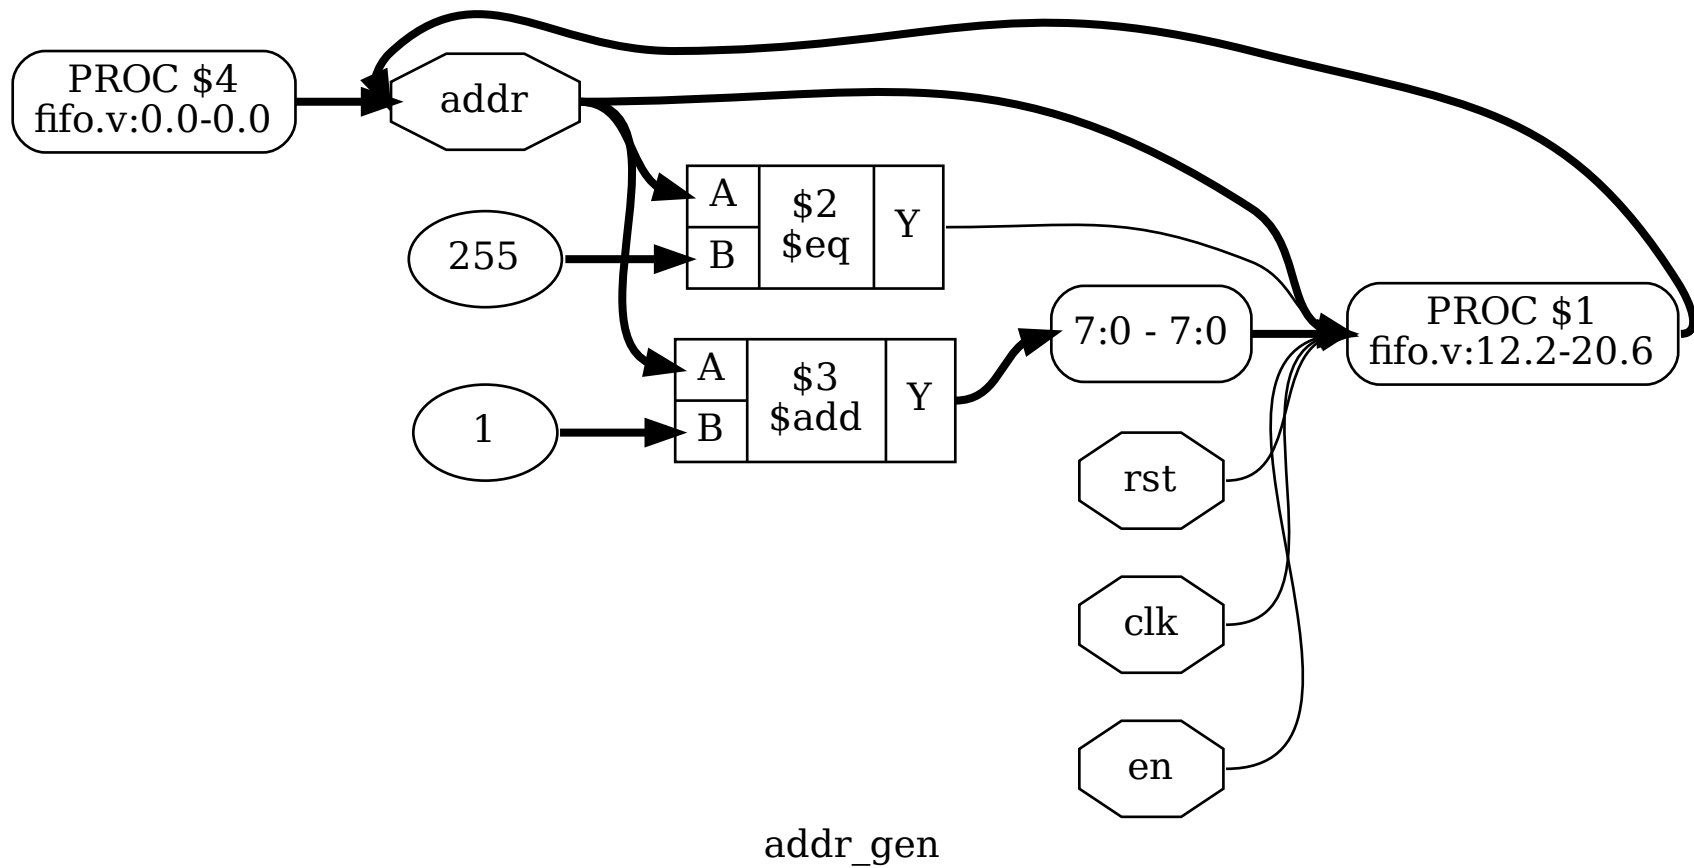 PROC $4
fifo.v:0.0-0.0
addr
A
B
$2
$eq
Y
255
7:0 - 7:0
PROC $1
fifo.v:12.2-20.6
A
B
$3
$add
Y
1
rst
clk
en
addr_gen